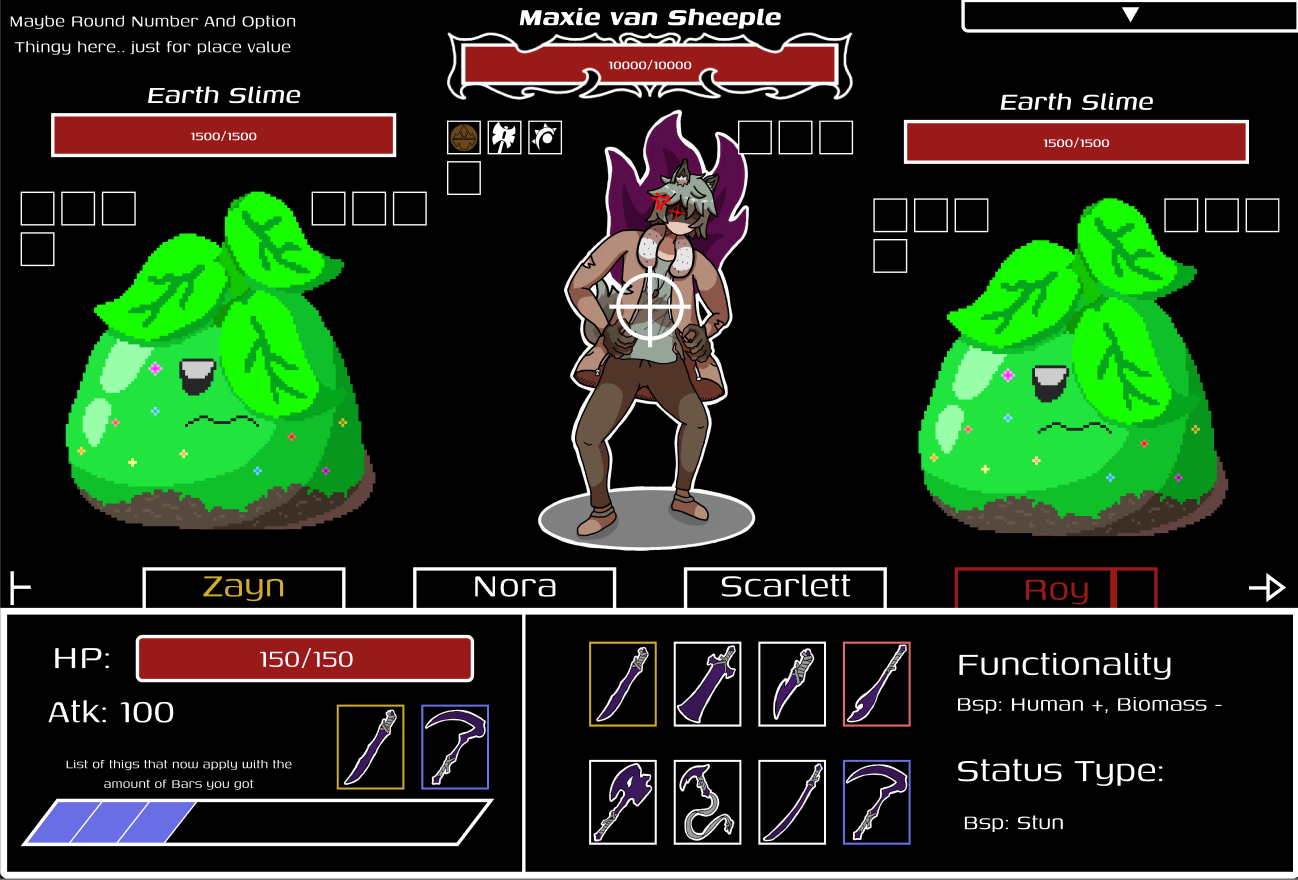 Maybe Round Number And Option
Thingy here.. just for place value
Maxie van Sheeple
10000/10000
Earth Slime
1500/1500
Earth Slime
1500/1500
Zayn
Nora
Scarlett
Roy
HP:
150/150
Atk: 100
List of thigs that now apply with the
amount of Bars you got
Functionality
Bsp: Human +, Biomass -
Status Type:
Bsp: Stun